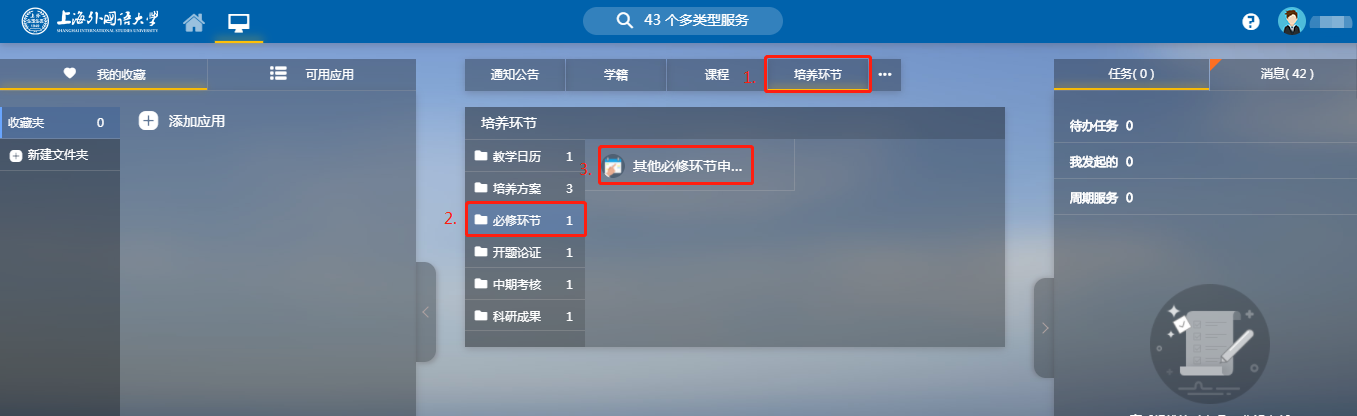 上海外国语大学
SHANGHAI INTERNATIONAL STUDIES UNIVERSITY
43 个多类型服务
我的收藏
可用应用
收藏夹 0
新建文件夹
添加应用
通知公告
学籍
课程
1.
培养环节
培养环节
教学日历 1
培养方案 3
2.
必修环节 1
开题论证 1
中期考核 1
科研成果 1
3.
其他必修环节申...
任务( 0 )
消息( 42 )
待办任务 0
我发起的 0
周期服务 0